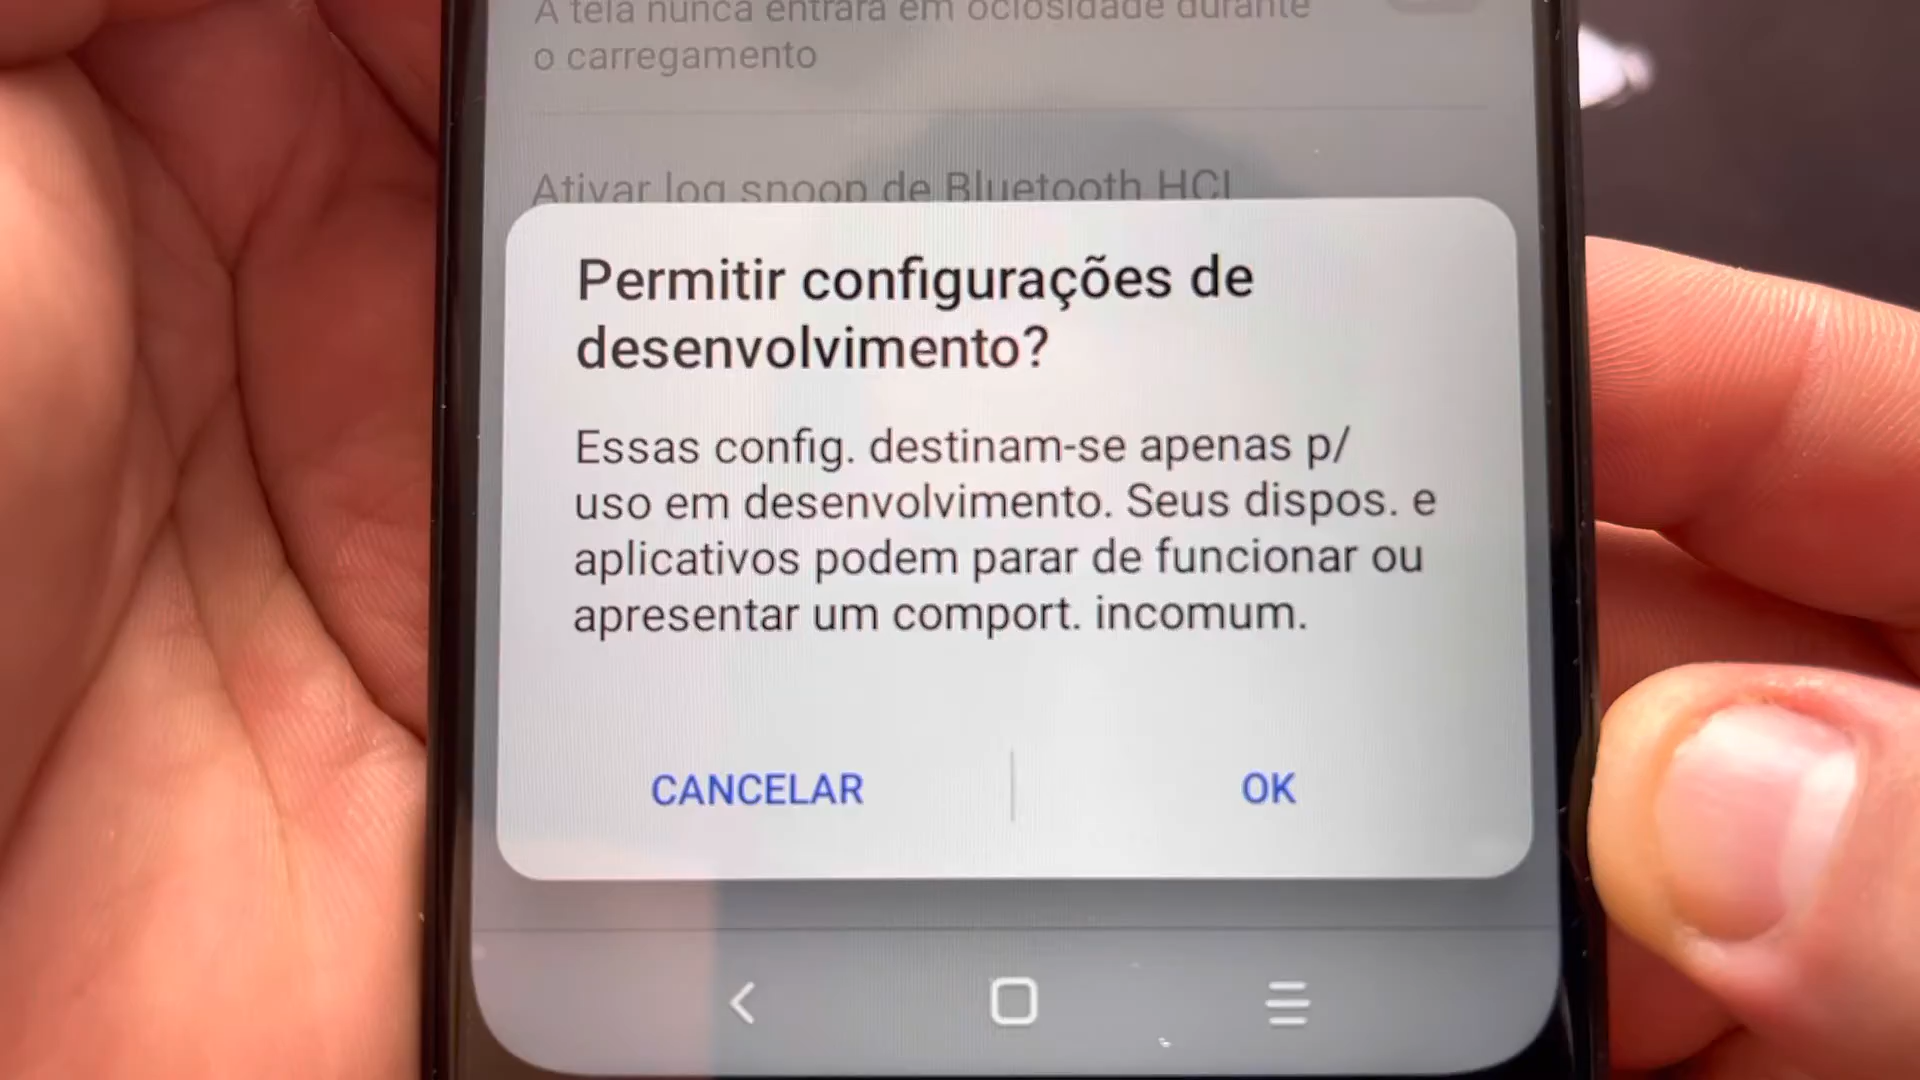 A tela nunca entrará em ociosidade durante
o carregamento
Ativar log snoop de Bluetooth HCI
Permitir configurações de
desenvolvimento?
Essas config. destinam-se apenas p/
uso em desenvolvimento. Seus dispos. e
aplicativos podem parar de funcionar ou
apresentar um comport. incomum.
CANCELAR
OK